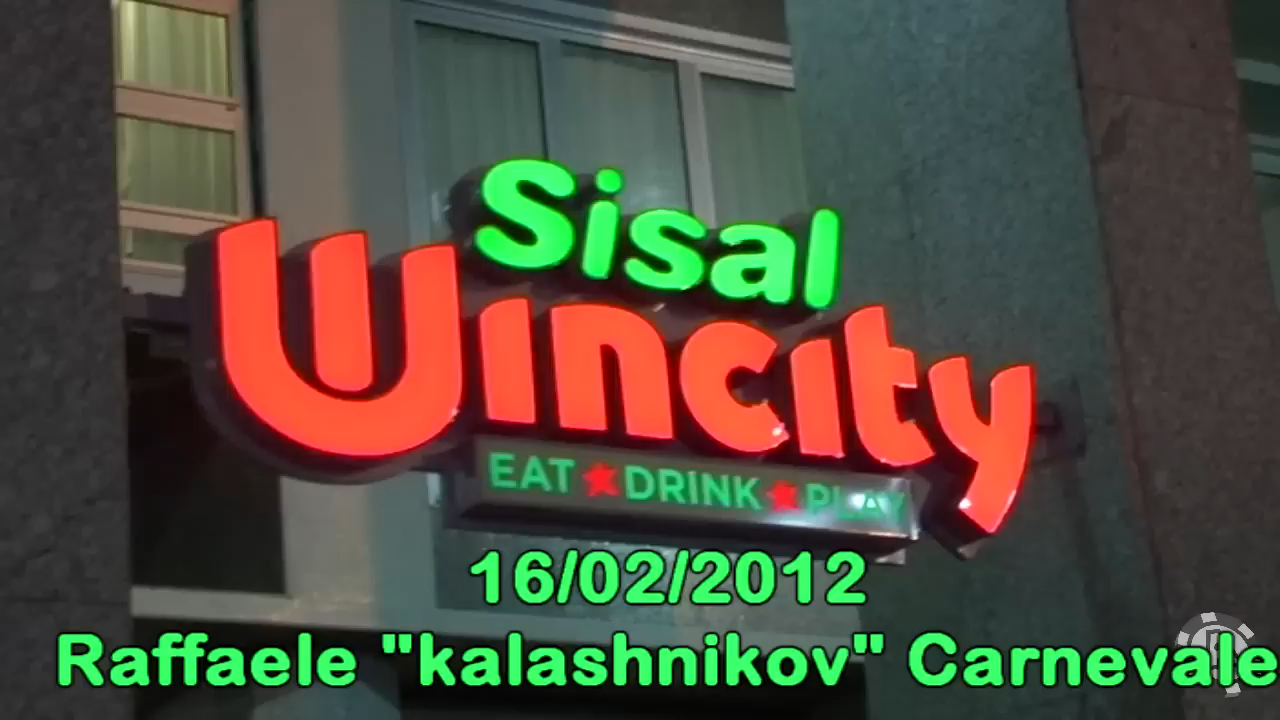 Sisal
Wincity
EAT ★ DRINK ★ PLAY
16/02/2012
Raffaele "kalashnikov" Carnevale